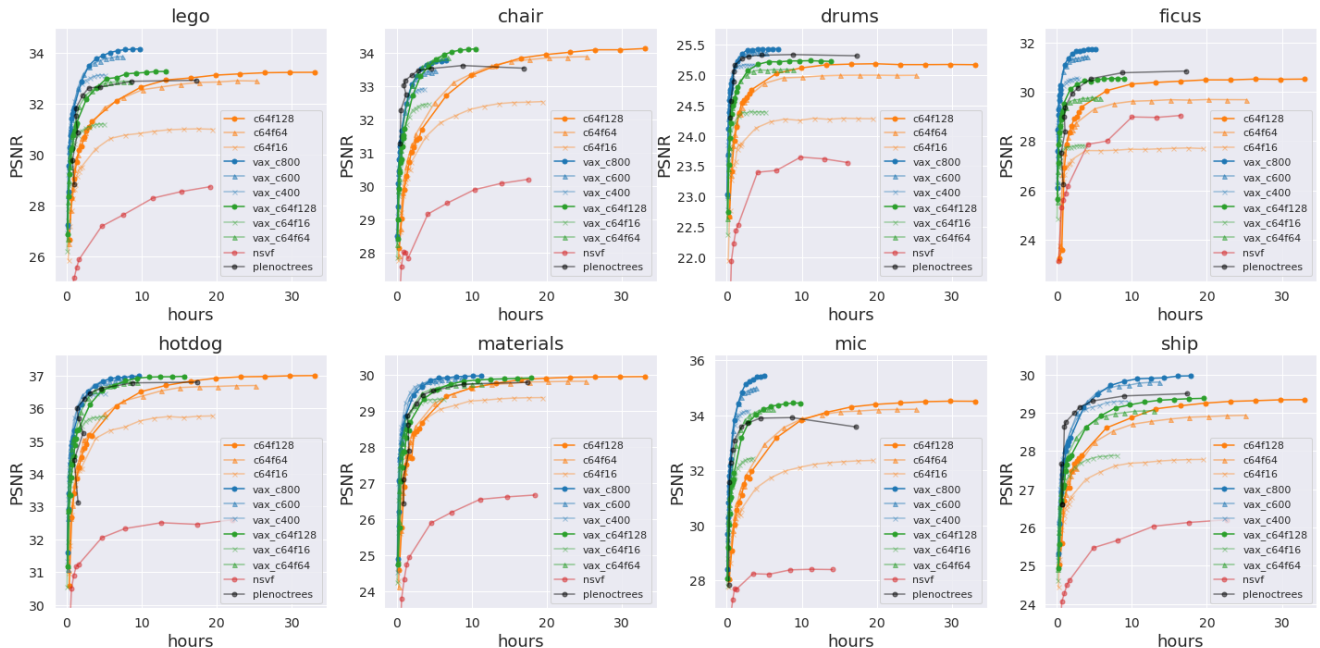 lego
PSNR
34
32
30
28
26
0
10
20
30
hours
c64f128
c64f64
c64f16
vax_c800
vax_c600
vax_c400
vax_c64f128
vax_c64f16
vax_c64f64
nsvf
plenoctrees
chair
PSNR
34
33
32
31
30
29
28
0
10
20
30
hours
c64f128
c64f64
c64f16
vax_c800
vax_c600
vax_c400
vax_c64f128
vax_c64f16
vax_c64f64
nsvf
plenoctrees
drums
PSNR
25.5
25.0
24.5
24.0
23.5
23.0
22.5
22.0
0
10
20
30
hours
c64f128
c64f64
c64f16
vax_c800
vax_c600
vax_c400
vax_c64f128
vax_c64f16
vax_c64f64
nsvf
plenoctrees
ficus
PSNR
32
30
28
26
24
0
10
20
30
hours
c64f128
c64f64
c64f16
vax_c800
vax_c600
vax_c400
vax_c64f128
vax_c64f16
vax_c64f64
nsvf
plenoctrees
hotdog
PSNR
37
36
35
34
33
32
31
30
0
10
20
30
hours
c64f128
c64f64
c64f16
vax_c800
vax_c600
vax_c400
vax_c64f128
vax_c64f16
vax_c64f64
nsvf
plenoctrees
materials
PSNR
30
29
28
27
26
25
24
0
10
20
30
hours
c64f128
c64f64
c64f16
vax_c800
vax_c600
vax_c400
vax_c64f128
vax_c64f16
vax_c64f64
nsvf
plenoctrees
mic
PSNR
36
34
32
30
28
0
10
20
30
hours
c64f128
c64f64
c64f16
vax_c800
vax_c600
vax_c400
vax_c64f128
vax_c64f16
vax_c64f64
nsvf
plenoctrees
ship
PSNR
30
29
28
27
26
25
24
0
10
20
30
hours
c64f128
c64f64
c64f16
vax_c800
vax_c600
vax_c400
vax_c64f128
vax_c64f16
vax_c64f64
nsvf
plenoctrees